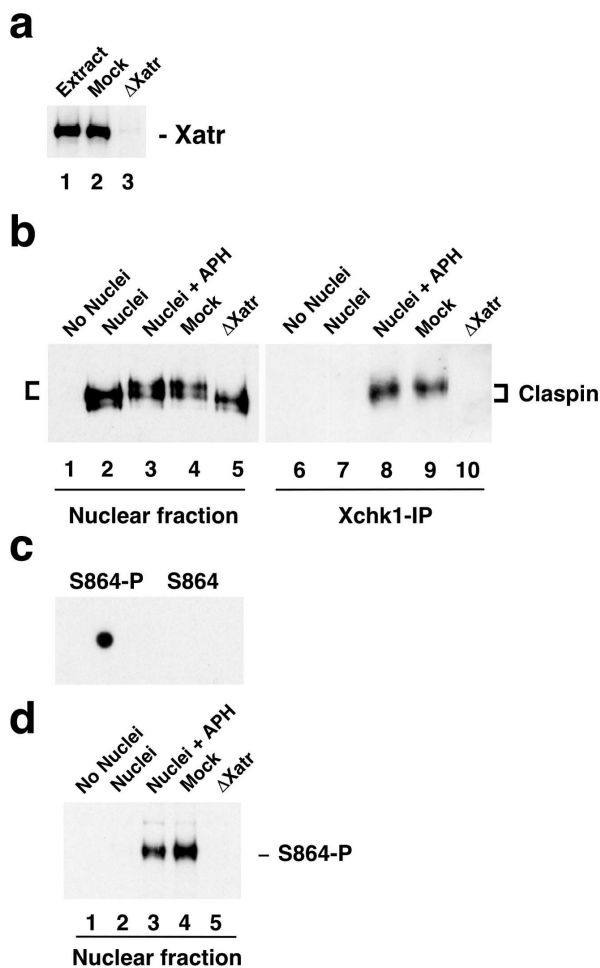 a
Extract Mock ΔXatr
- Xatr
1 2 3
b
No Nuclei Nuclei Nuclei + APH Mock ΔXatr No Nuclei Nuclei Nuclei + APH Mock ΔXatr
Claspin
1 2 3 4 5 6 7 8 9 10
Nuclear fraction Xchk1-IP
c
S864-P S864
d
No Nuclei Nuclei Nuclei + APH Mock ΔXatr
– S864-P
1 2 3 4 5
Nuclear fraction